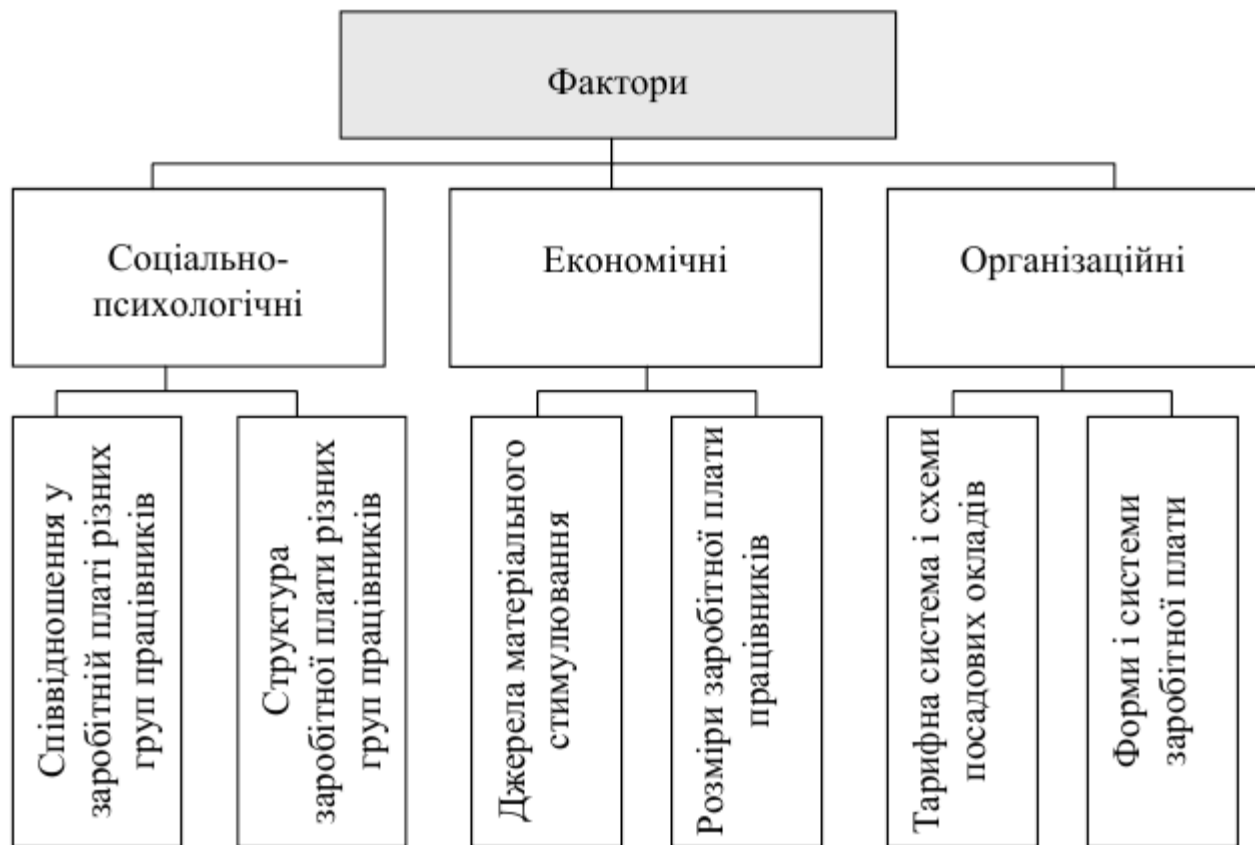 Фактори
Соціально-
психологічні
Економічні
Організаційні
Співвідношення у
заробітній платі різних
груп працівників
Структура
заробітної плати різних
груп працівників
Джерела матеріального
стимулювання
Розміри заробітної плати
працівників
Тарифна система і схеми
посадових окладів
Форми і системи
заробітної плати